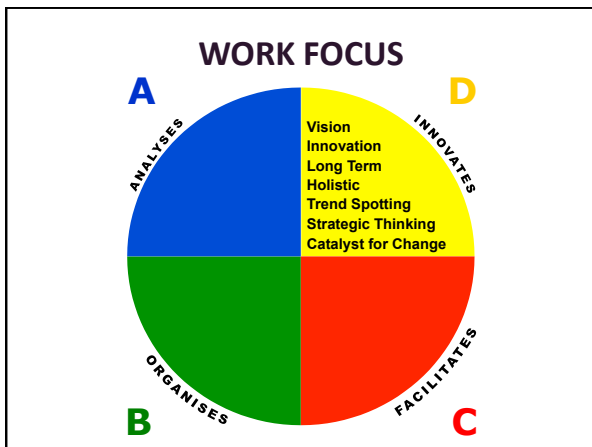 WORK FOCUS
A
D
ANALYSES
INNOVATES
Vision
Innovation
Long Term
Holistic
Trend Spotting
Strategic Thinking
Catalyst for Change
ORGANISES
FACILITATES
B
C